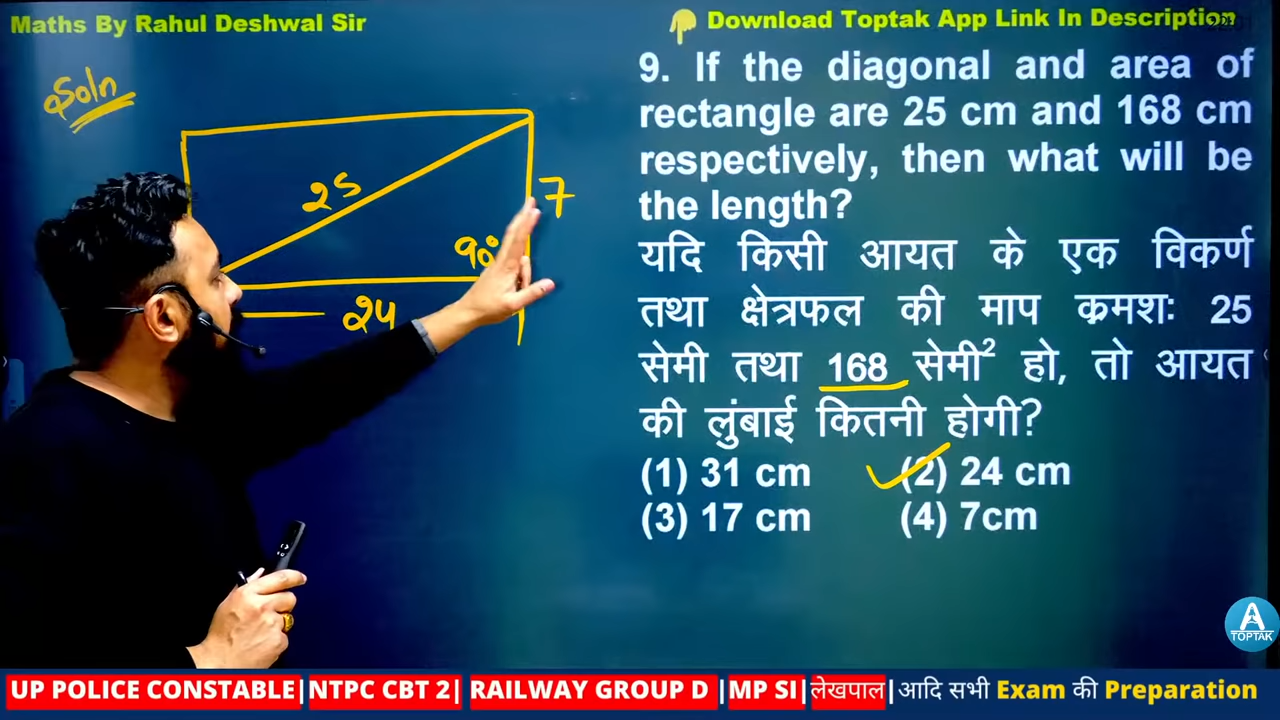 Maths By Rahul Deshwal Sir
Download Toptak App Link In Description
Soln
25
7
90°
24
9. If the diagonal and area of
rectangle are 25 cm and 168 cm
respectively, then what will be
the length?
यदि किसी आयत के एक विकर्ण
तथा क्षेत्रफल की माप क्रमशः 25
सेमी तथा 168 सेमी² हो, तो आयत
की लुंबाई कितनी होगी?
(1) 31 cm (2) 24 cm
(3) 17 cm (4) 7cm
A
TOPTAK
UP POLICE CONSTABLE| NTPC CBT 2| RAILWAY GROUP D | MP SI| लेखपाल| आदि सभी Exam की Preparation